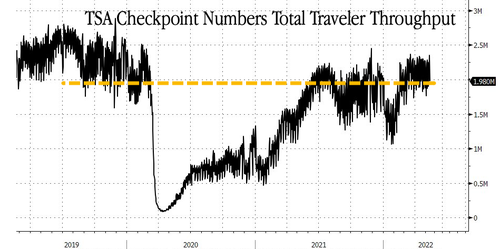 TSA Checkpoint Numbers Total Traveler Throughput
3M
2.5M
1.980M
1.5M
1M
0.5M
0
2019
2020
2021
2022